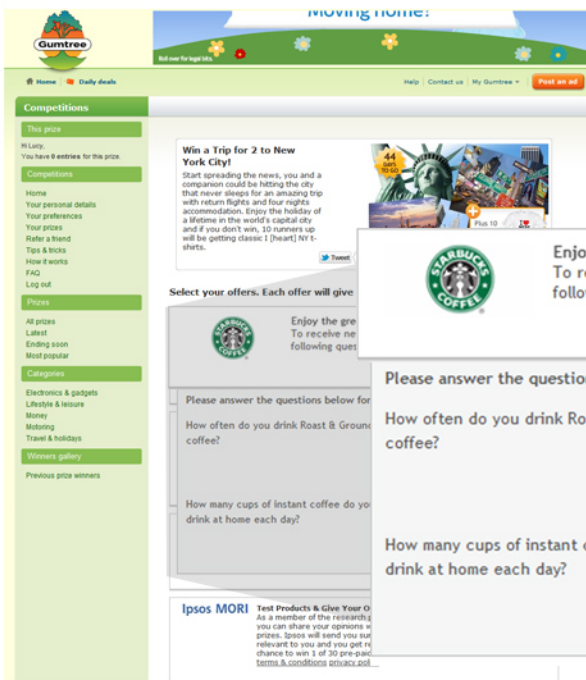 Moving home?
Gumtree
Roll over for legal bits.
Home Daily deals
Help Contact us My Gumtree Post an ad
Competitions
This prize
Hi Lucy,
You have 0 entries for this prize.
Competitions
Home
Your personal details
Your preferences
Your prizes
Refer a friend
Tips & tricks
How it works
FAQ
Log out
Prizes
All prizes
Latest
Ending soon
Most popular
Categories
Electronics & gadgets
Lifestyle & leisure
Money
Motoring
Travel & holidays
Winners gallery
Previous prize winners
Win a Trip for 2 to New
York City!
Start spreading the news, you and a
companion could be hitting the city
that never sleeps for an amazing trip
with return flights and four nights
accommodation. Enjoy the holiday of
a lifetime in the world's capital city
and if you don't win, 10 runners up
will be getting classic I [heart] NY t-
shirts.
Tweet
44
DAYS
TO GO
Plus 10
Select your offers. Each offer will give
STARBUCKS
COFFEE
Enjoy the gre
To receive ne
following ques
Please answer the questions below for
How often do you drink Roast & Ground
coffee?
How many cups of instant coffee do yo
drink at home each day?
STARBUCKS
COFFEE
Enjo
To re
follow
Please answer the question
How often do you drink Roa
coffee?
How many cups of instant c
drink at home each day?
Ipsos MORI
Test Products & Give Your O
As a member of the research p
you can share your opinions w
prizes. Ipsos will send you sur
relevant to you and you get r
chance to win 1 of 30 pre-paid
terms & conditions privacy pol